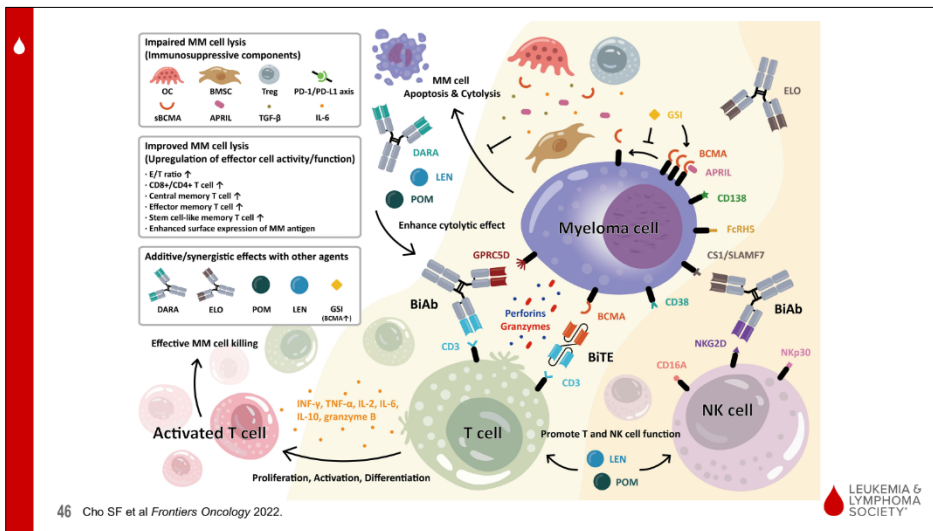 Impaired MM cell lysis
(Immunosuppressive components)
OC
BMSC
Treg
PD-1/PD-L1 axis
sBCMA
APRIL
TGF-β
IL-6
Improved MM cell lysis
(Upregulation of effector cell activity/function)
· E/T ratio ↑
· CD8+/CD4+ T cell ↑
· Central memory T cell ↑
· Effector memory T cell ↑
· Stem cell-like memory T cell ↑
· Enhanced surface expression of MM antigen
Additive/synergistic effects with other agents
DARA
ELO
POM
LEN
GSI
(BCMA↑)
MM cell
Apoptosis & Cytolysis
DARA
LEN
POM
Enhance cytolytic effect
GSI
ELO
BCMA
APRIL
CD138
FcRH5
CS1/SLAMF7
CD38
Myeloma cell
GPRC5D
BiAb
CD3
Perforins
Granzymes
BCMA
BiTE
CD3
BiAb
NKG2D
CD16A
NKp30
NK cell
T cell
Effective MM cell killing
Activated T cell
INF-γ, TNF-α, IL-2, IL-6,
IL-10, granzyme B
Proliferation, Activation, Differentiation
Promote T and NK cell function
LEN
POM
46 Cho SF et al Frontiers Oncology 2022.
LEUKEMIA &
LYMPHOMA
SOCIETY®